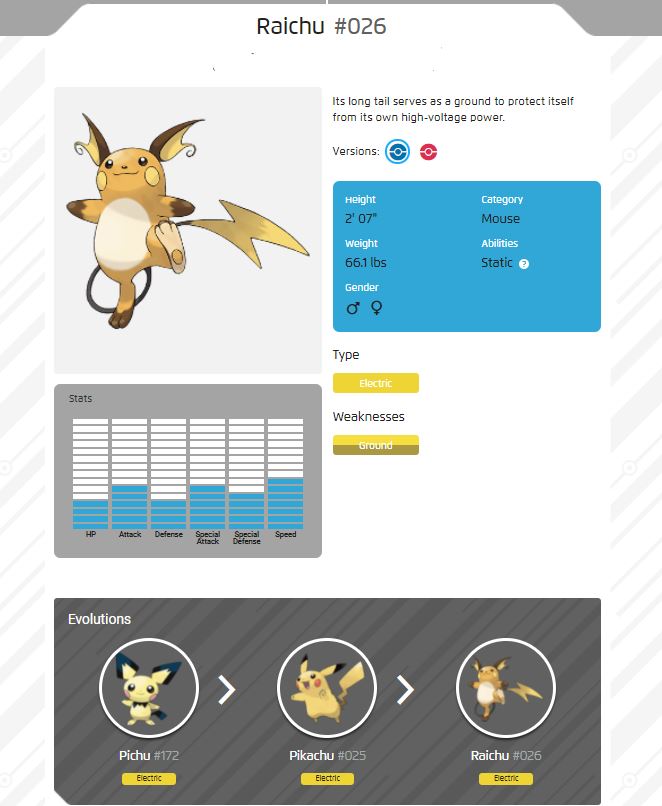 Raichu #026
Its long tail serves as a ground to protect itself
from its own high-voltage power.
Versions:
Height
2' 07"
Category
Mouse
Weight
66.1 lbs
Abilities
Static ?
Gender
♂ ♀
Type
Electric
Weaknesses
Ground
Stats
HP
Attack
Defense
Special
Attack
Special
Defense
Speed
Evolutions
Pichu #172
Electric
Pikachu #025
Electric
Raichu #026
Electric